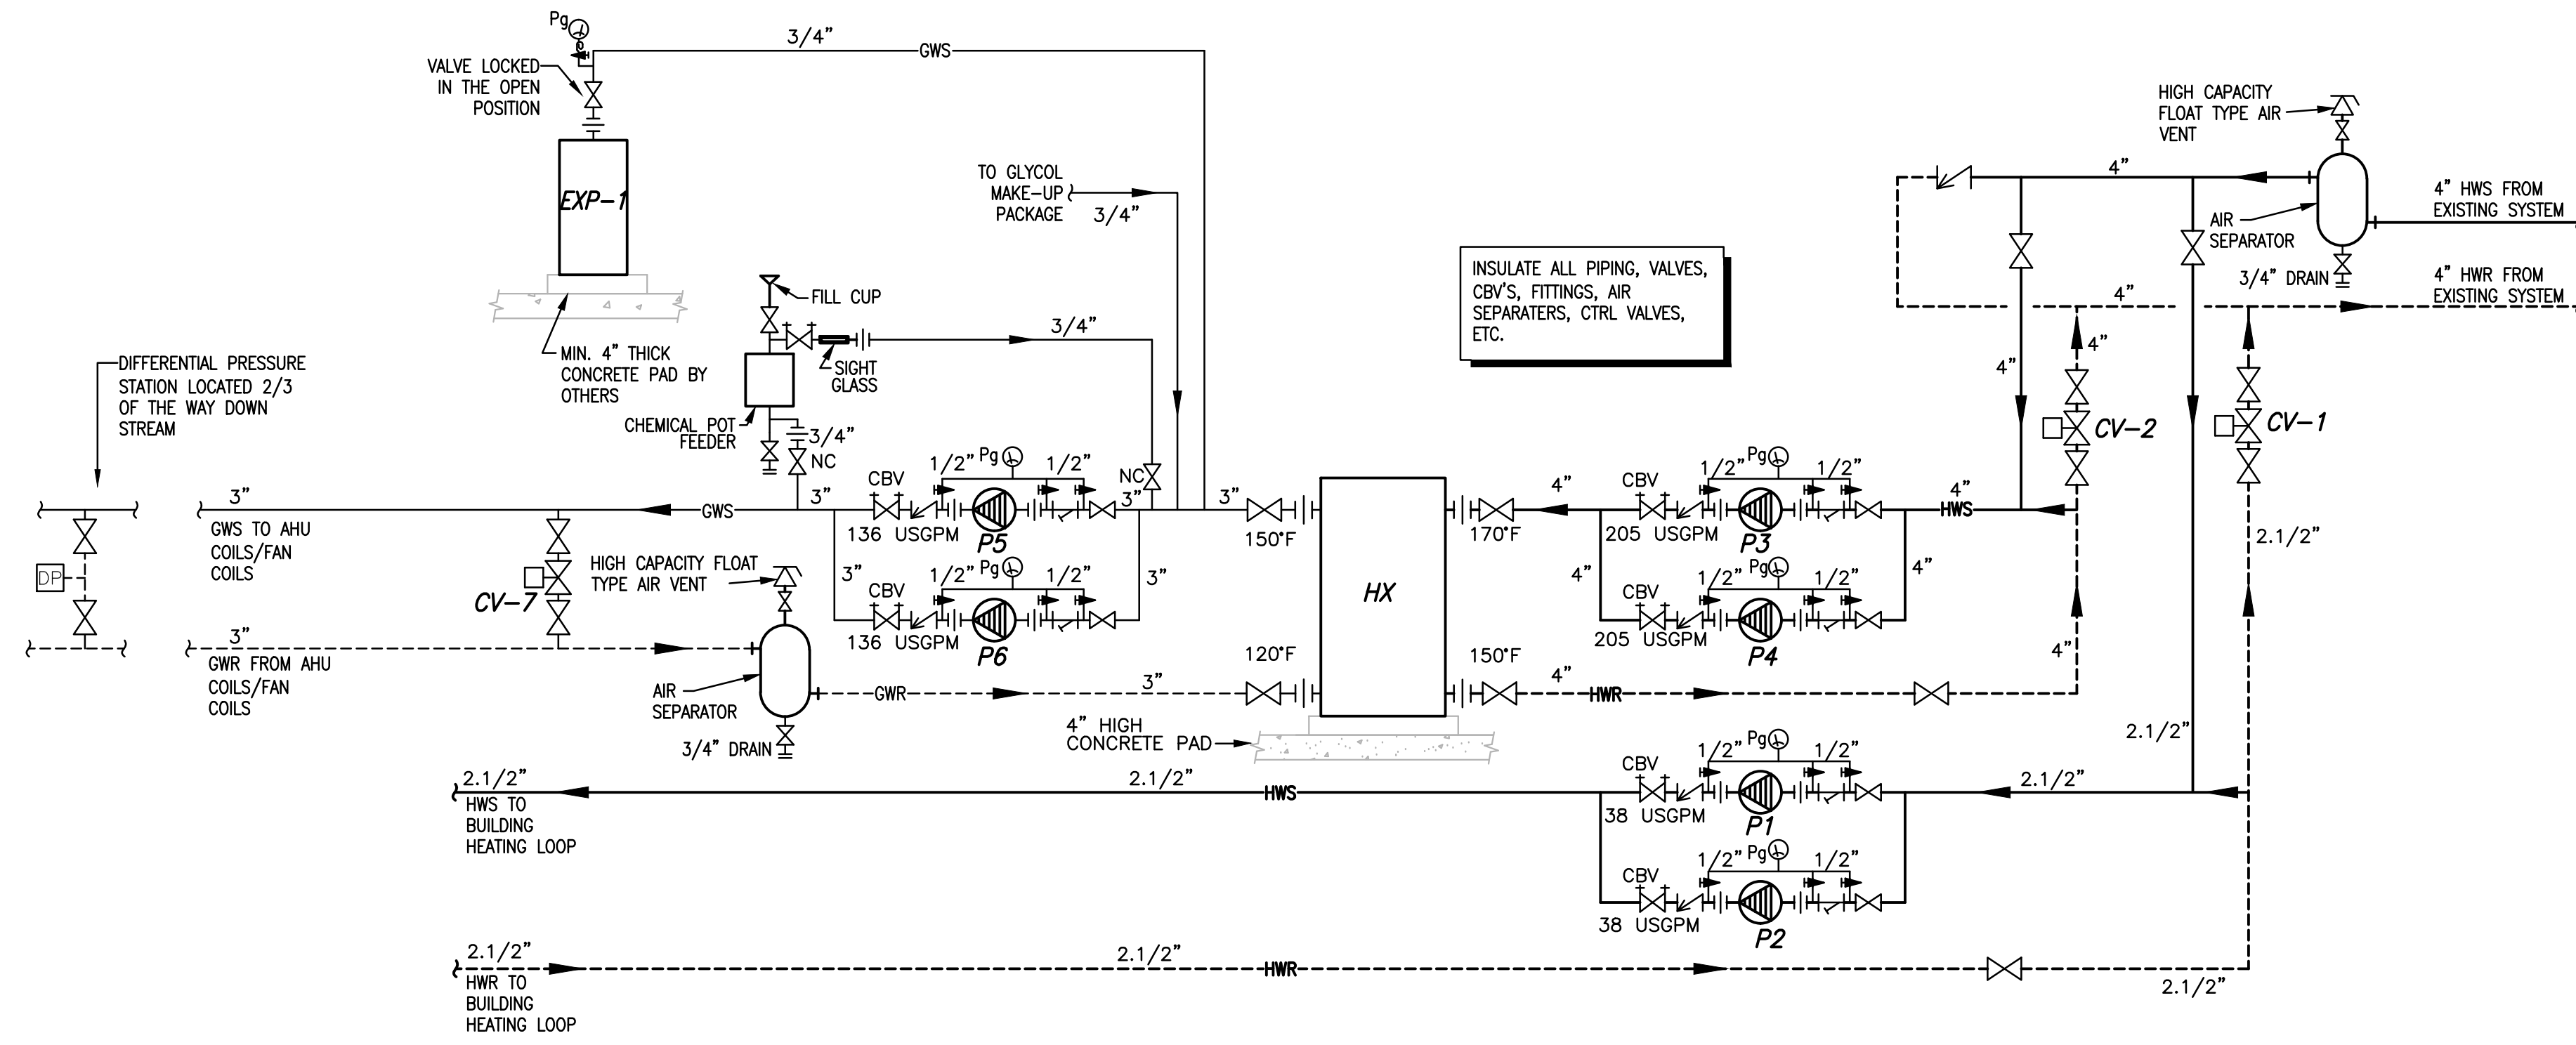 Pg
3/4"
GWS
VALVE LOCKED
IN THE OPEN
POSITION
EXP-1
TO GLYCOL
MAKE-UP
PACKAGE
3/4"
FILL CUP
3/4"
SIGHT
GLASS
MIN. 4" THICK
CONCRETE PAD BY
OTHERS
CHEMICAL POT
FEEDER
3/4"
NC
DIFFERENTIAL PRESSURE
STATION LOCATED 2/3
OF THE WAY DOWN
STREAM
DP
3"
GWS TO AHU
COILS/FAN
COILS
GWS
3"
CBV
1/2"
Pg
1/2"
136 USGPM
P5
3"
NC
3"
150°F
3"
CBV
1/2"
Pg
1/2"
136 USGPM
P6
3"
CV-7
HIGH CAPACITY FLOAT
TYPE AIR VENT
3"
GWR FROM AHU
COILS/FAN
COILS
AIR
SEPARATOR
3/4" DRAIN
GWR
3"
120°F
HX
4" HIGH
CONCRETE PAD
INSULATE ALL PIPING, VALVES,
CBV'S, FITTINGS, AIR
SEPARATERS, CTRL VALVES,
ETC.
HIGH CAPACITY
FLOAT TYPE AIR
VENT
4"
AIR
SEPARATOR
3/4" DRAIN
4" HWS FROM
EXISTING SYSTEM
4" HWR FROM
EXISTING SYSTEM
4"
4"
4"
CV-2
CV-1
170°F
4"
CBV
1/2"
Pg
1/2"
205 USGPM
P3
4"
HWS
2.1/2"
4"
CBV
1/2"
Pg
1/2"
205 USGPM
P4
4"
150°F
4"
HWR
4"
2.1/2"
2.1/2"
HWS TO
BUILDING
HEATING LOOP
2.1/2"
HWS
CBV
1/2"
Pg
1/2"
38 USGPM
P1
2.1/2"
CBV
1/2"
Pg
1/2"
38 USGPM
P2
2.1/2"
HWR TO
BUILDING
HEATING LOOP
2.1/2"
HWR
2.1/2"